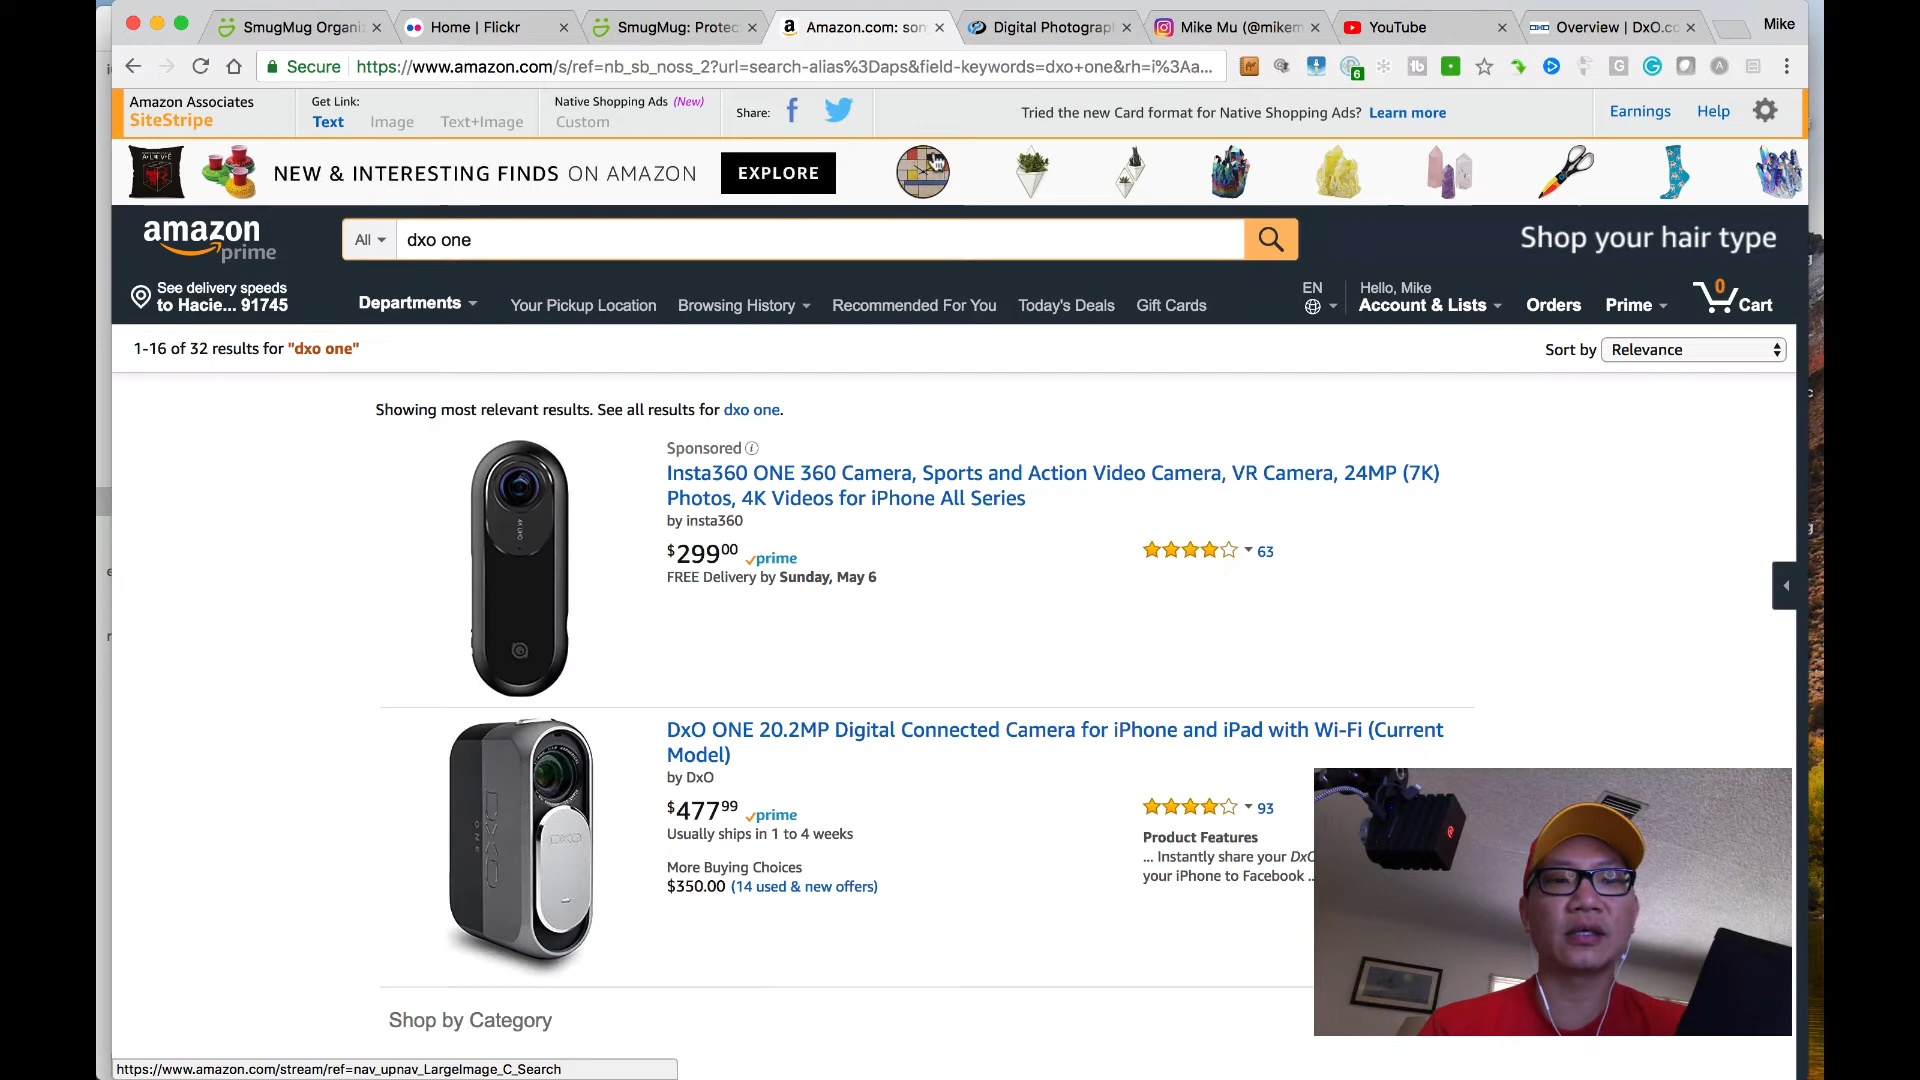 SmugMug Organi
Home | Flickr
SmugMug: Protec
Amazon.com: son
Digital Photograp
Mike Mu (@mikem
YouTube
Overview | DxO.co
Mike
Secure
https://www.amazon.com/s/ref=nb_sb_noss_2?url=search-alias%3Daps&field-keywords=dxo+one&rh=i%3Aa...
6
Amazon Associates
SiteStripe
Get Link:
Text
Image
Text+Image
Native Shopping Ads (New)
Custom
Share:
Tried the new Card format for Native Shopping Ads? Learn more
Earnings
Help
NEW & INTERESTING FINDS ON AMAZON
EXPLORE
amazon
prime
All
dxo one
Shop your hair type
See delivery speeds
to Hacie... 91745
Departments
Your Pickup Location
Browsing History
Recommended For You
Today's Deals
Gift Cards
EN
Hello, Mike
Account & Lists
Orders
Prime
0
Cart
1-16 of 32 results for "dxo one"
Sort by
Relevance
Showing most relevant results. See all results for dxo one.
Sponsored
Insta360 ONE 360 Camera, Sports and Action Video Camera, VR Camera, 24MP (7K)
Photos, 4K Videos for iPhone All Series
by insta360
$299 00 prime
63
FREE Delivery by Sunday, May 6
DxO ONE 20.2MP Digital Connected Camera for iPhone and iPad with Wi-Fi (Current
Model)
by DxO
$477 99 prime
93
Usually ships in 1 to 4 weeks
Product Features
... Instantly share your DxO
your iPhone to Facebook ..
More Buying Choices
$350.00 (14 used & new offers)
Shop by Category
https://www.amazon.com/stream/ref=nav_upnav_LargeImage_C_Search